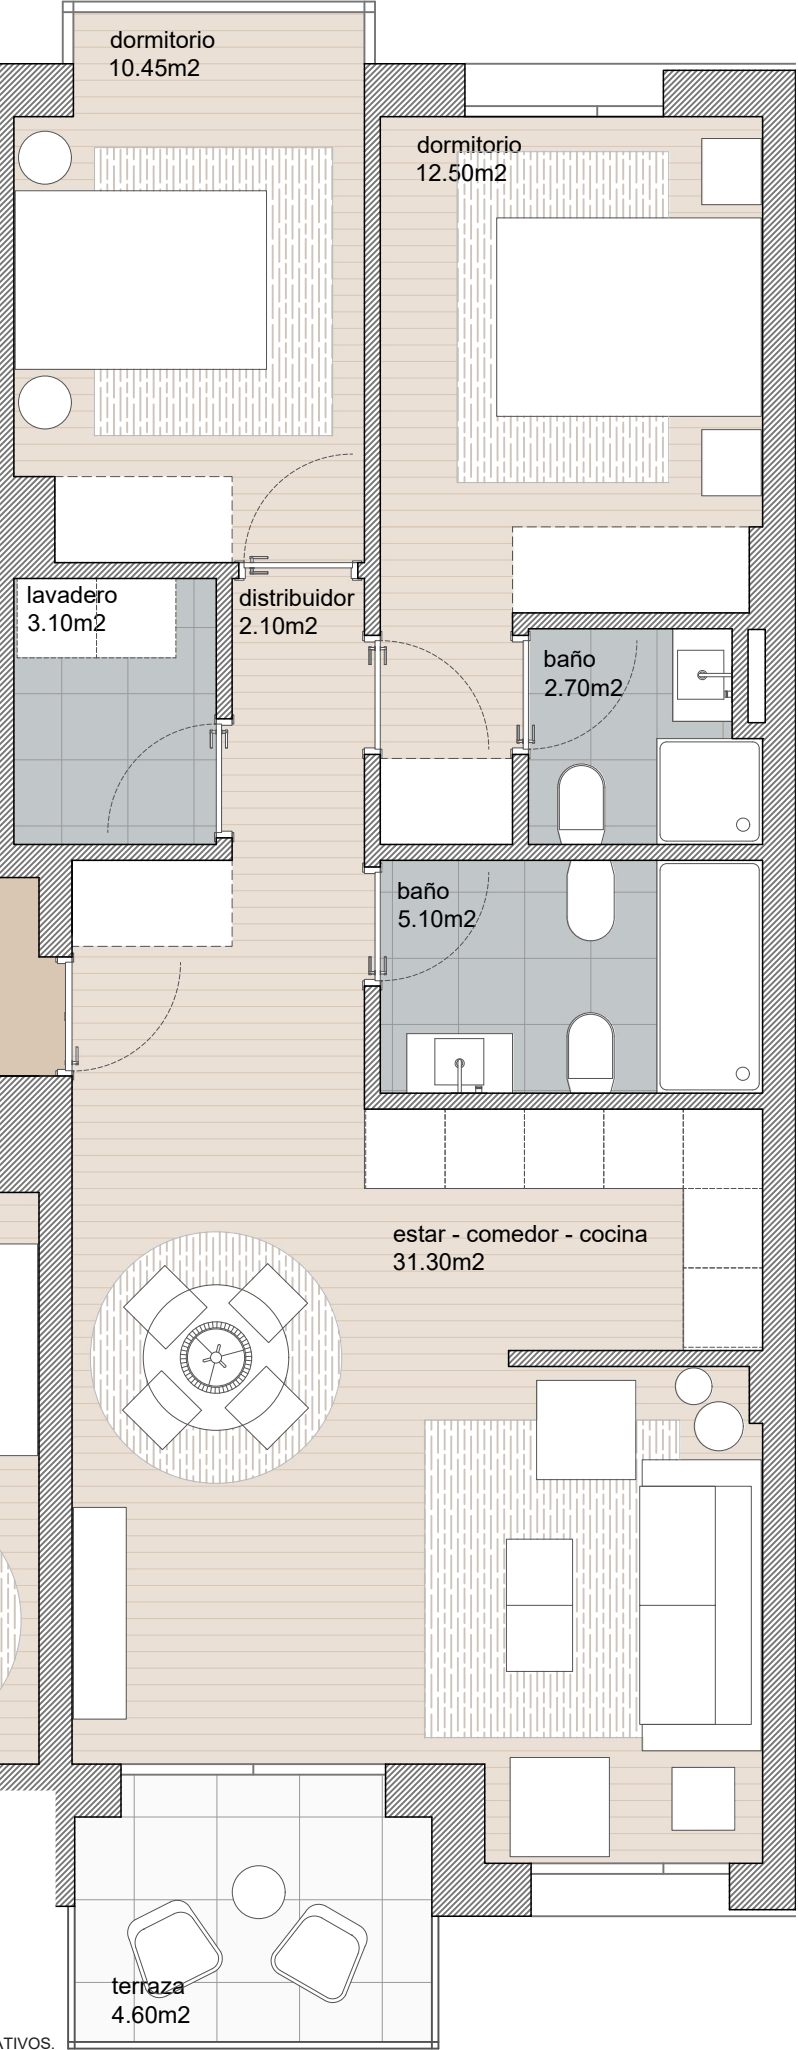 dormitorio
10.45m2
dormitorio
12.50m2
lavadero
3.10m2
distribuidor
2.10m2
baño
2.70m2
baño
5.10m2
estar - comedor - cocina
31.30m2
terraza
4.60m2
ATIVOS.